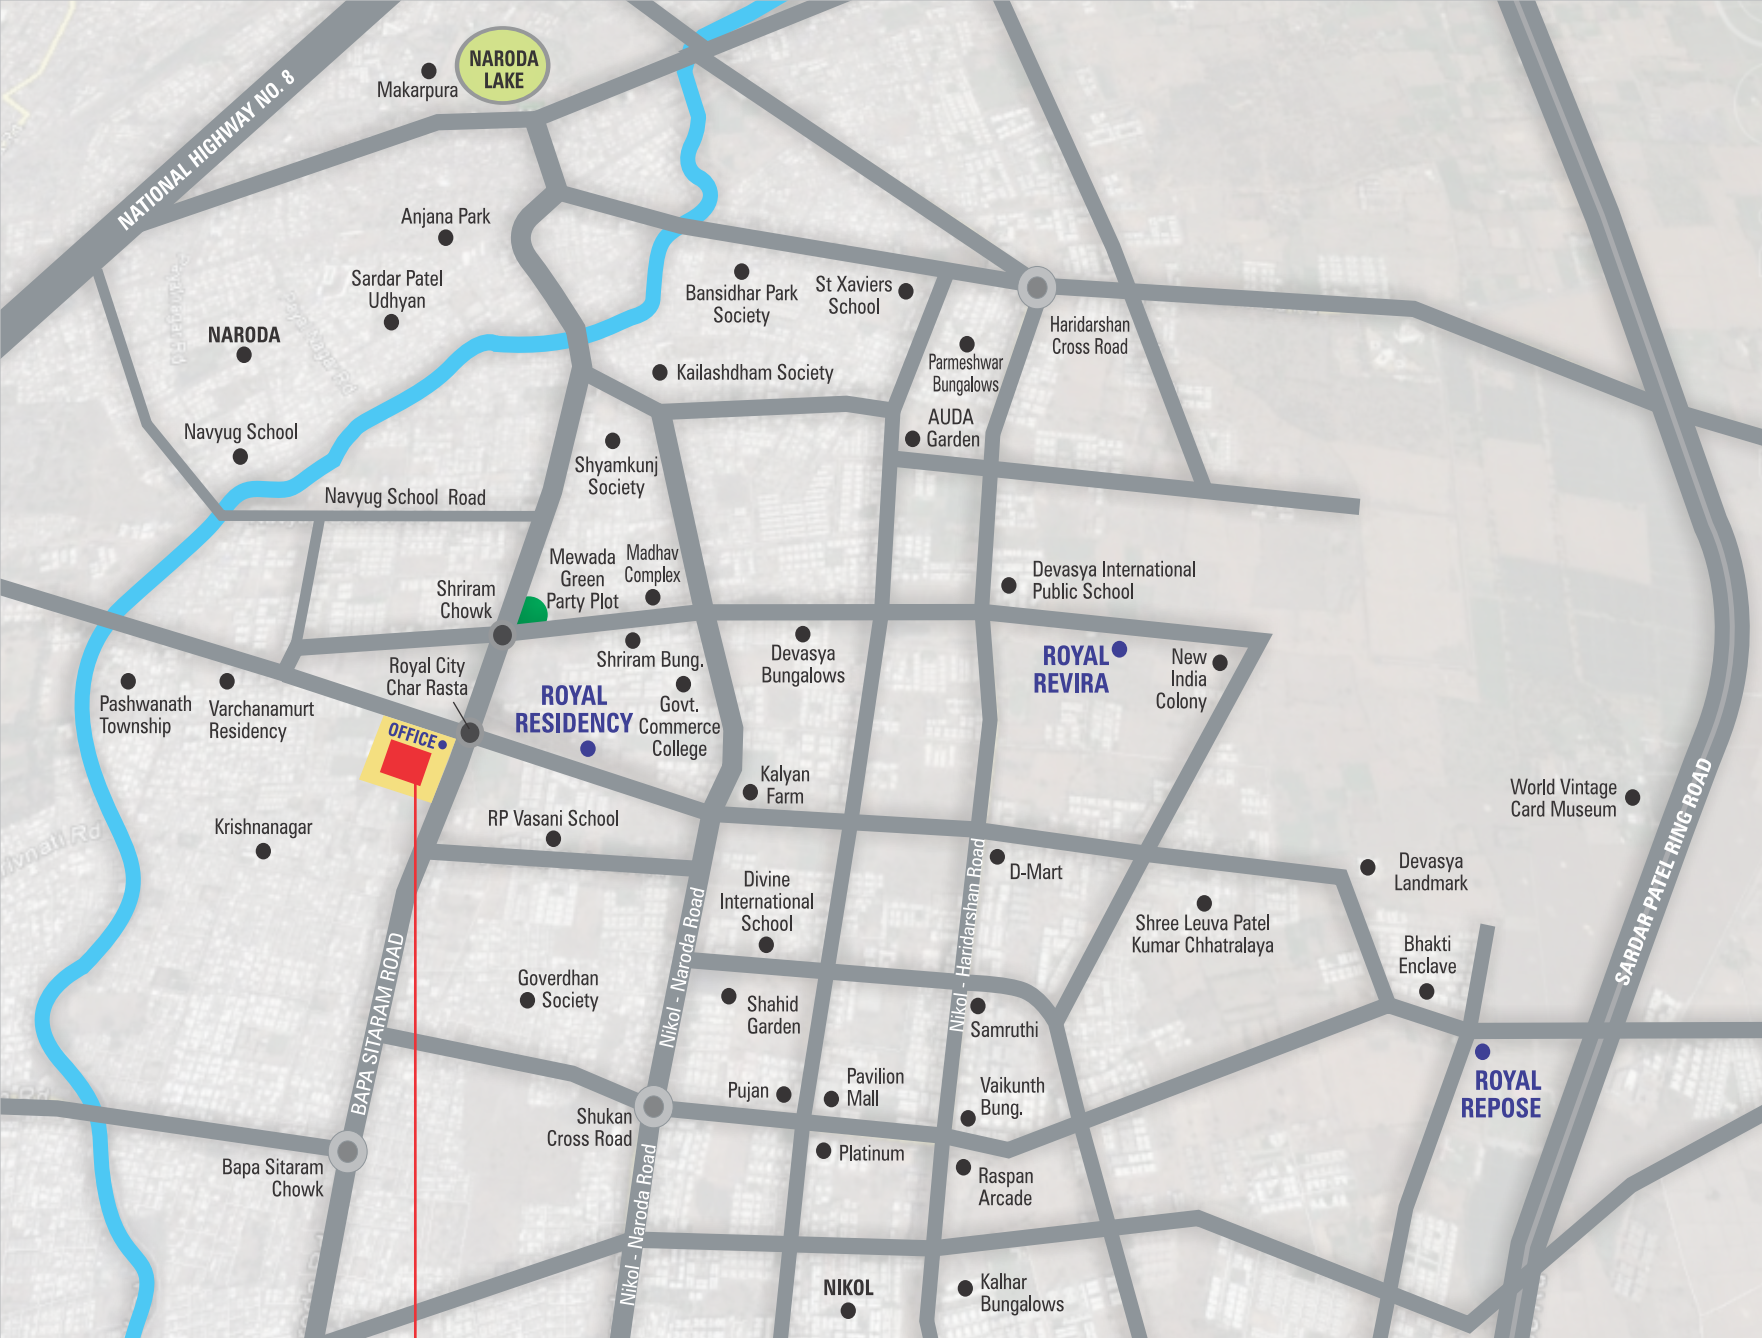 NARODA
LAKE
Makarpura
NATIONAL HIGHWAY NO. 8
Anjana Park
Sardar Patel
Udhyan
NARODA
Navyug School
Navyug School Road
Bansidhar Park
Society
St Xaviers
School
Haridarshan
Cross Road
Parmeshwar
Bungalows
Kailashdham Society
AUDA
Garden
Shyamkunj
Society
Mewada
Green
Party Plot
Madhav
Complex
Shriram
Chowk
Devasya International
Public School
Royal City
Char Rasta
Shriram Bung.
Devasya
Bungalows
ROYAL
REVIRA
New
India
Colony
ROYAL
RESIDENCY
Govt.
Commerce
College
Pashwanath
Township
Varchanamurt
Residency
OFFICE
Kalyan
Farm
World Vintage
Card Museum
SARDAR PATEL RING ROAD
Krishnanagar
RP Vasani School
D-Mart
Devasya
Landmark
Divine
International
School
Nikol - Naroda Road
Nikol - Haridarshan Road
Shree Leuva Patel
Kumar Chhatralaya
Bhakti
Enclave
BAPA SITARAM ROAD
Goverdhan
Society
Shahid
Garden
Samruthi
Pujan
Pavilion
Mall
Vaikunth
Bung.
ROYAL
REPOSE
Shukan
Cross Road
Platinum
Raspan
Arcade
Bapa Sitaram
Chowk
Nikol - Naroda Road
NIKOL
Kalhar
Bungalows